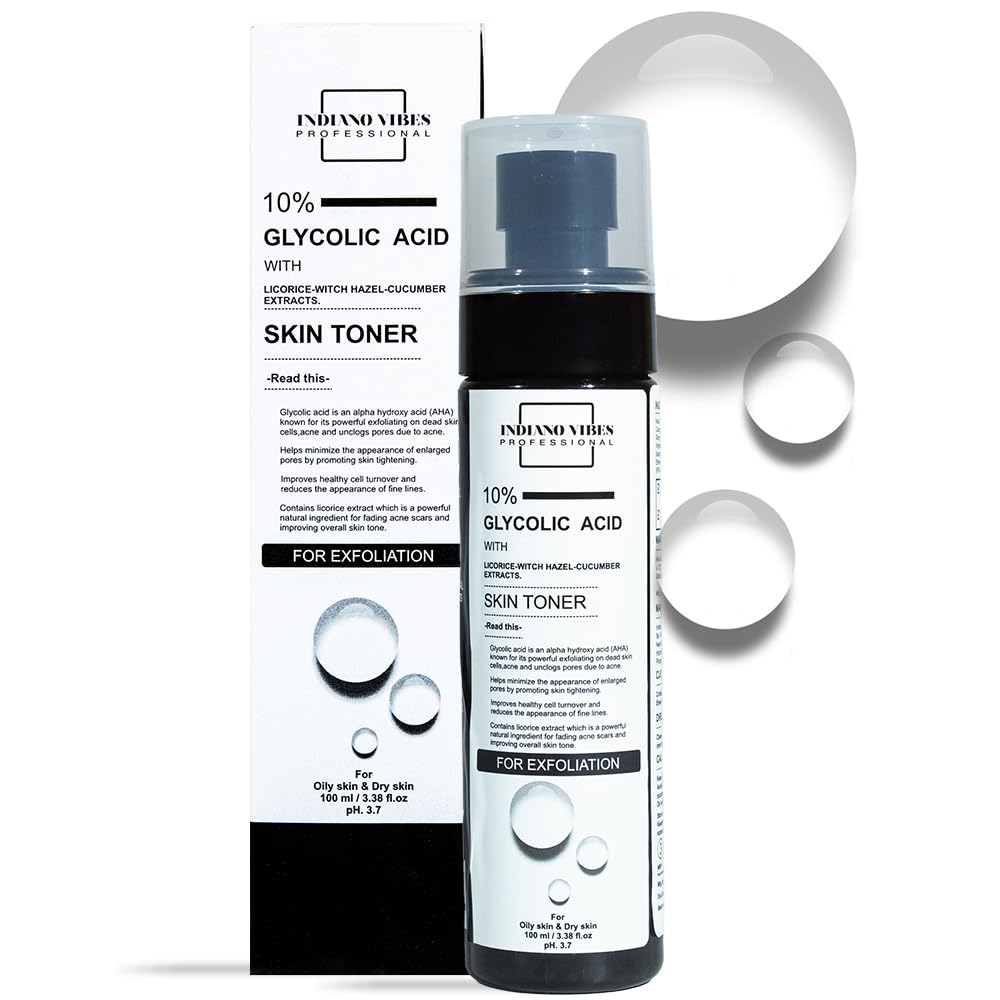 INDIANO VIBES
PROFESSIONAL
10%
GLYCOLIC ACID
WITH
LICORICE-WITCH HAZEL-CUCUMBER
EXTRACTS.
SKIN TONER
-Read this-
Glycolic acid is an alpha hydroxy acid (AHA)
known for its powerful exfoliating on dead skin
cells,acne and unclogs pores due to acne.
Helps minimize the appearance of enlarged
pores by promoting skin tightening.
Improves healthy cell turnover and
reduces the appearance of fine lines.
Contains licorice extract which is a powerful
natural ingredient for fading acne scars and
improving overall skin tone.
FOR EXFOLIATION
For
Oily skin & Dry skin
100 ml / 3.38 fl.oz
pH. 3.7
INDIANO VIBES
PROFESSIONAL
10%
GLYCOLIC ACID
WITH
LICORICE-WITCH HAZEL-CUCUMBER
EXTRACTS.
SKIN TONER
-Read this-
Glycolic acid is an alpha hydroxy acid (AHA)
known for its powerful exfoliating on dead skin
cells,acne and unclogs pores due to acne.
Helps minimize the appearance of enlarged
pores by promoting skin tightening.
Improves healthy cell turnover and
reduces the appearance of fine lines.
Contains licorice extract which is a powerful
natural ingredient for fading acne scars and
improving overall skin tone.
FOR EXFOLIATION
For
Oily skin & Dry skin
100 ml / 3.38 fl.oz
pH. 3.7